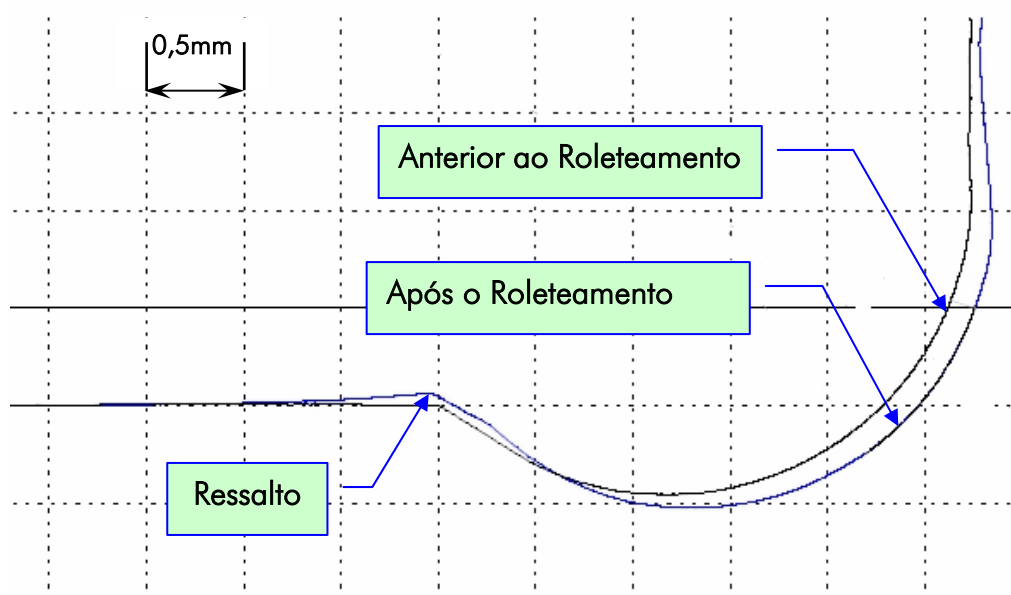 0,5mm
Anterior ao Roleteamento
Após o Roleteamento
Ressalto